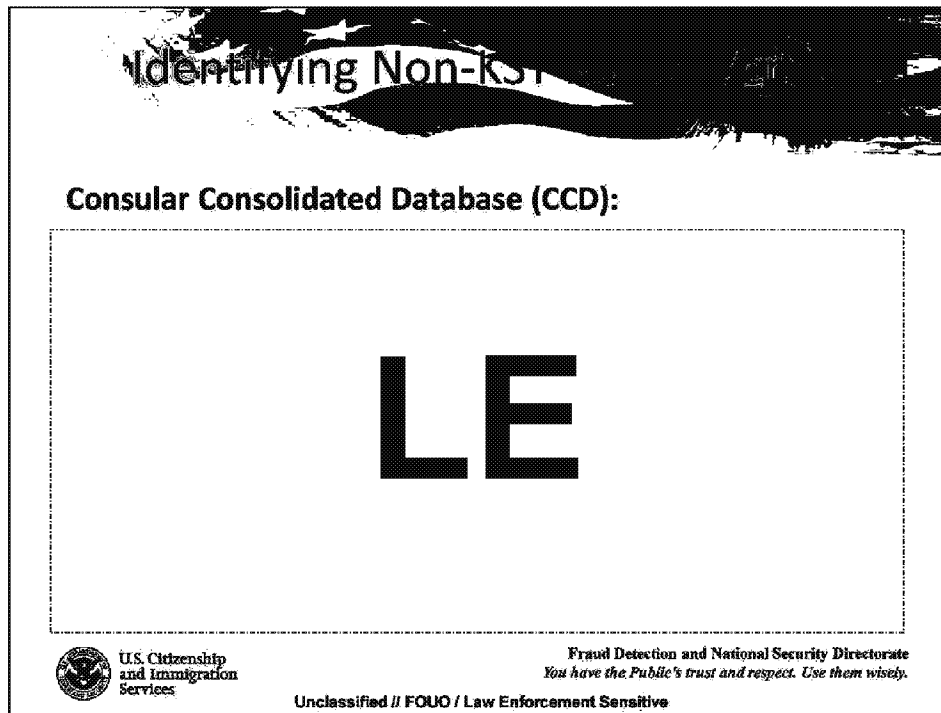 Identifying Non-KST
Consular Consolidated Database (CCD):
LE
U.S. Citizenship
and Immigration
Services
Fraud Detection and National Security Directorate
You have the Public's trust and respect. Use them wisely.
Unclassified // FOUO / Law Enforcement Sensitive